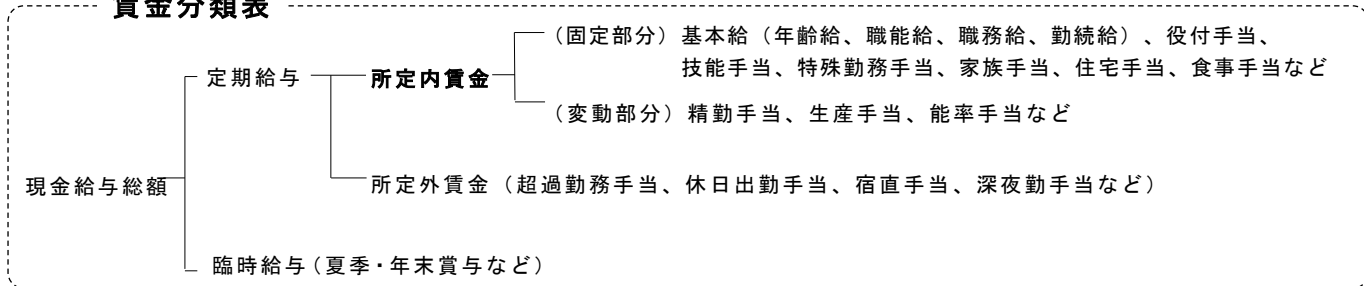 賃金分類表
（固定部分）基本給（年齢給、職能給、職務給、勤続給）、役付手当、
技能手当、特殊勤務手当、家族手当、住宅手当、食事手当など
定期給与
所定内賃金
（変動部分）精勤手当、生産手当、能率手当など
現金給与総額
所定外賃金（超過勤務手当、休日出勤手当、宿直手当、深夜勤手当など）
臨時給与（夏季・年末賞与など）